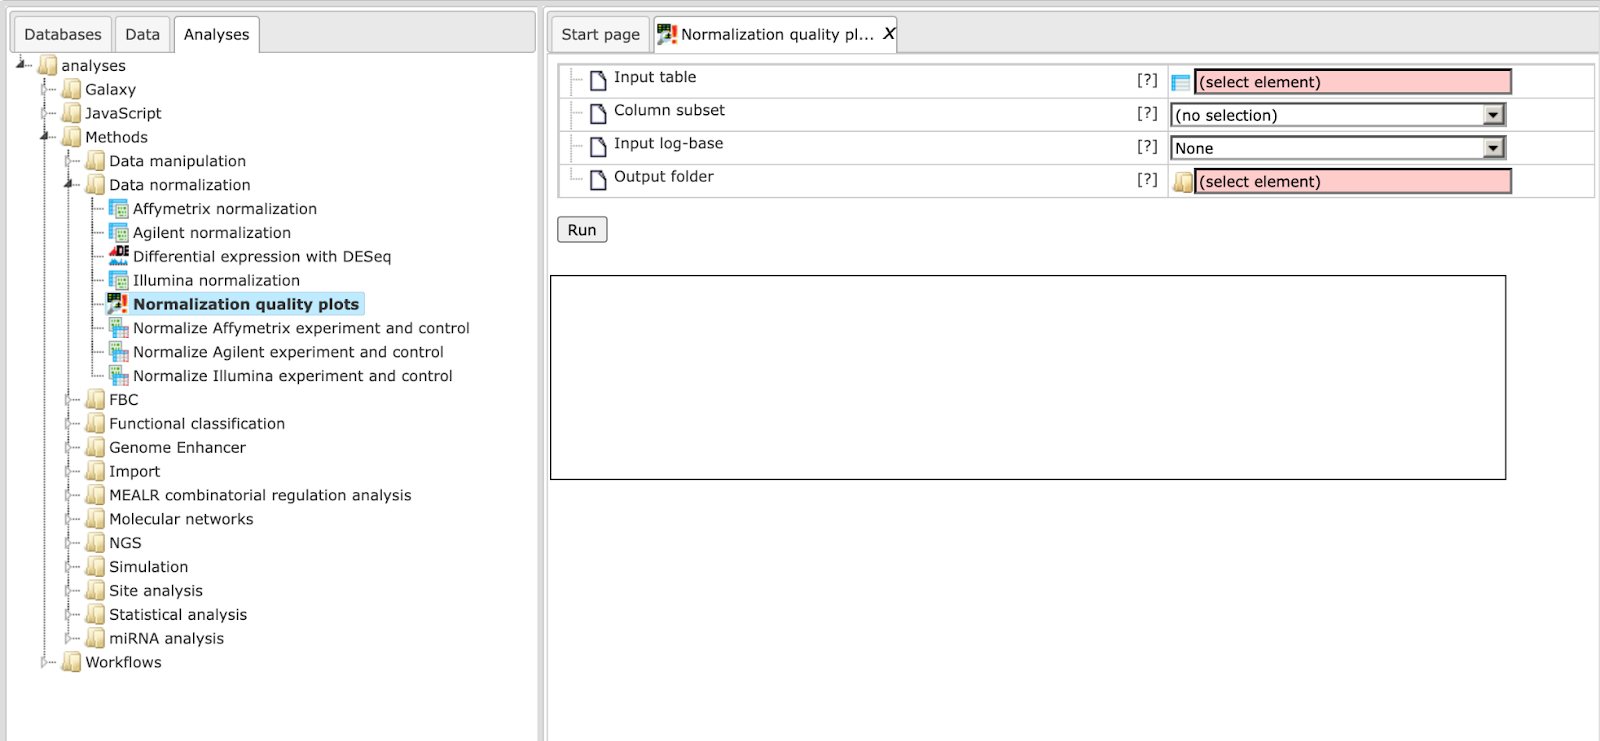 Databases Data Analyses
analyses
Galaxy
JavaScript
Methods
Data manipulation
Data normalization
Affymetrix normalization
Agilent normalization
Differential expression with DESeq
Illumina normalization
Normalization quality plots
Normalize Affymetrix experiment and control
Normalize Agilent experiment and control
Normalize Illumina experiment and control
FBC
Functional classification
Genome Enhancer
Import
MEALR combinatorial regulation analysis
Molecular networks
NGS
Simulation
Site analysis
Statistical analysis
miRNA analysis
Workflows
Start page Normalization quality pl... X
Input table [?] (select element)
Column subset [?] (no selection)
Input log-base [?] None
Output folder [?] (select element)
Run